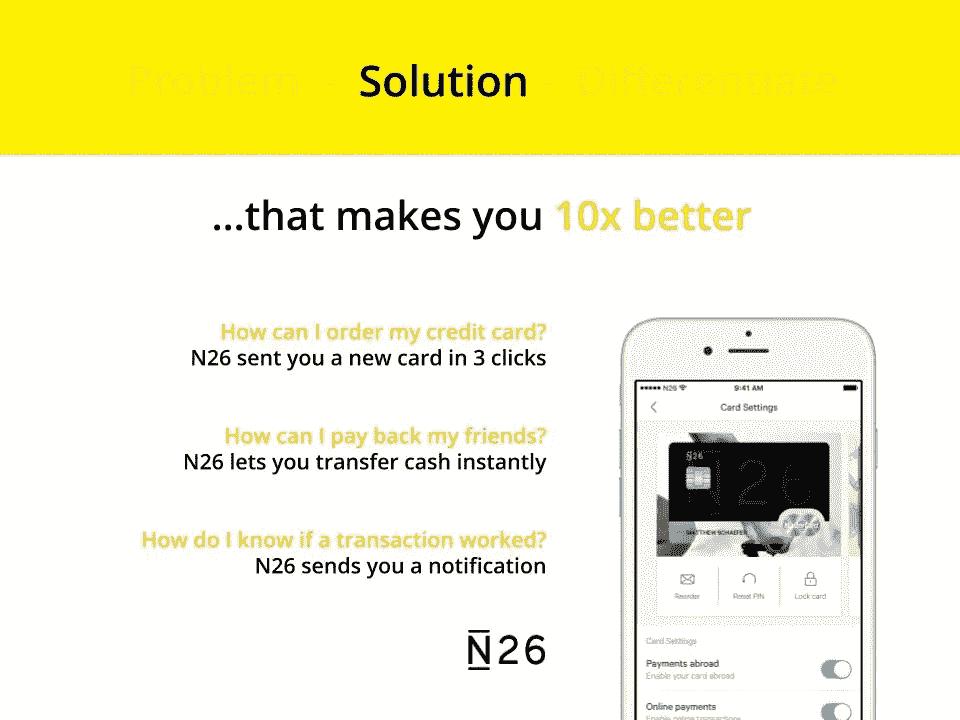 Problem - Solution - Differentiate
...that makes you 10x better
How can I order my credit card?
N26 sent you a new card in 3 clicks
How can I pay back my friends?
N26 lets you transfer cash instantly
How do I know if a transaction worked?
N26 sends you a notification
N26
N26 9:41 AM
Card Settings
N26
N26
MATTHEW SCHAEFER
MasterCard
Reorder Reset PIN Lock card
Card Settings
Payments abroad
Enable your card abroad
Online payments
Enable online transactions